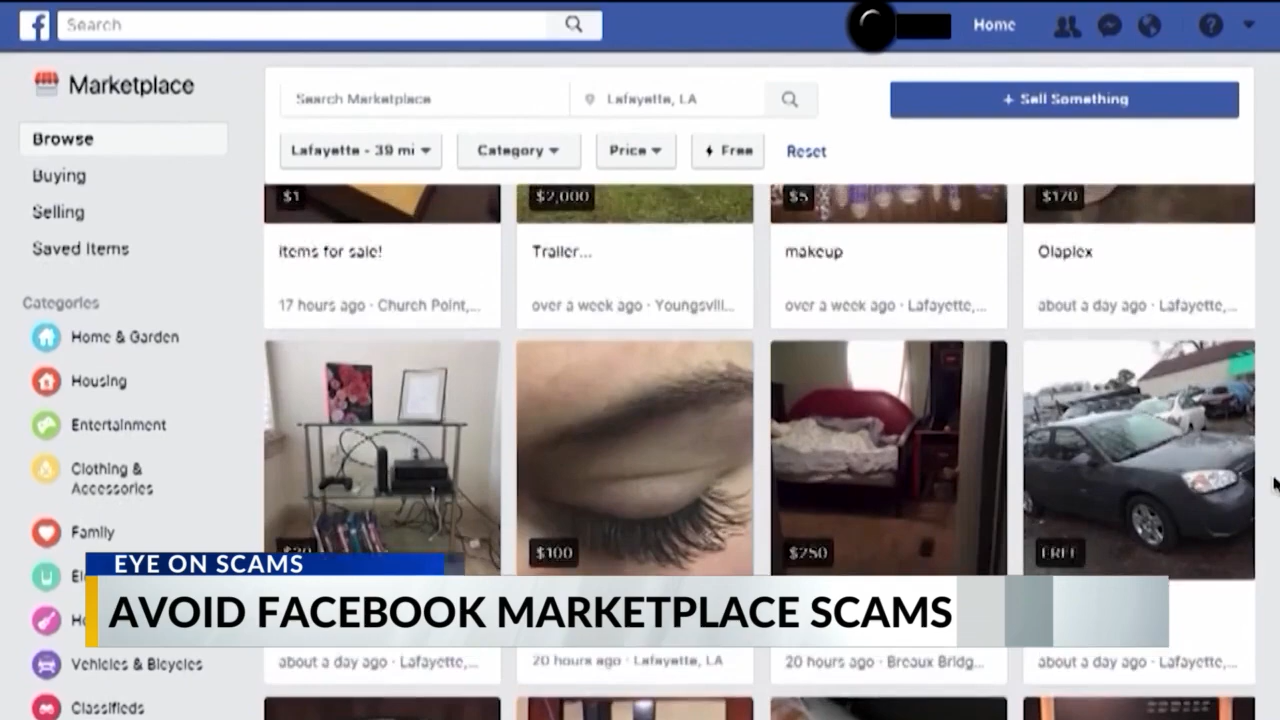 f
Search
Home
?
Marketplace
Search Marketplace
Lafayette, LA
+ Sell Something
Lafayette - 39 mi
Category
Price
Free
Reset
Browse
Buying
Selling
Saved Items
Categories
Home & Garden
Housing
Entertainment
Clothing &
Accessories
Family
El
Vehicles & Bicycles
Classifieds
$1
$2,000
$5
$170
items for sale!
Trailer...
makeup
Olaplex
17 hours ago · Church Point,...
over a week ago · Youngsvill...
over a week ago · Lafayette,...
about a day ago · Lafayette,...
$100
$250
FREE
EYE ON SCAMS
AVOID FACEBOOK MARKETPLACE SCAMS
about a day ago · Lafayette,...
20 hours ago · Lafayette, LA
20 hours ago · Breaux Bridg...
about a day ago · Lafayette,...